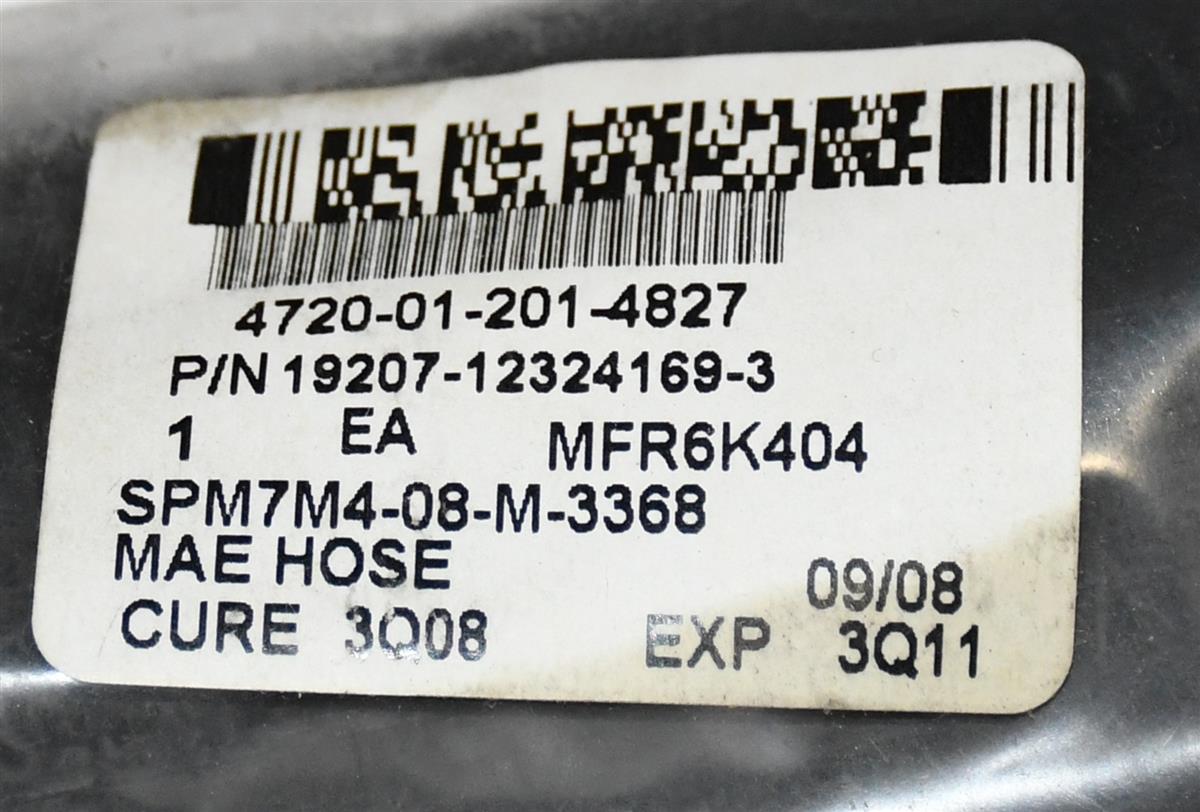 4720-01-201-4827
P/N 19207-12324169-3
1 EA MFR6K404
SPM7M4-08-M-3368
MAE HOSE 09/08
CURE 3Q08 EXP 3Q11